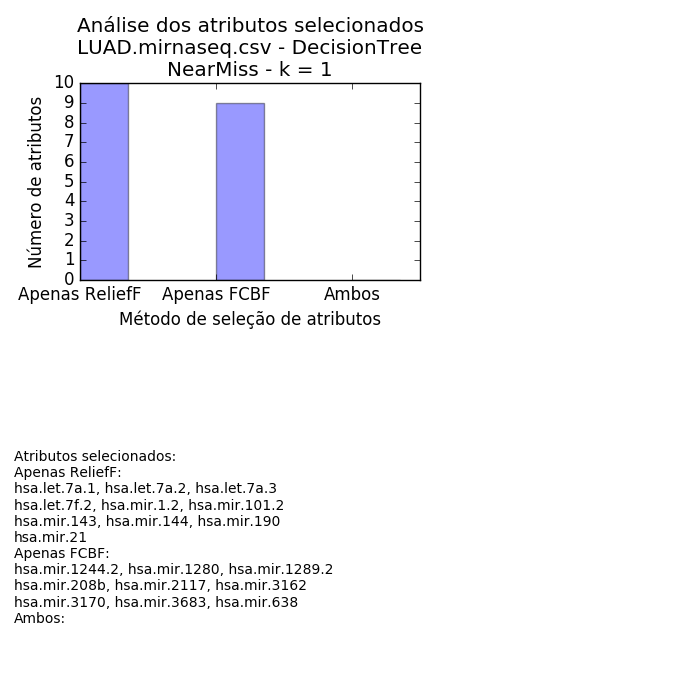 Análise dos atributos selecionados
LUAD.mirnaseq.csv - DecisionTree
NearMiss - k = 1
Número de atributos
10
9
8
7
6
5
4
3
2
1
0
Apenas ReliefF
Apenas FCBF
Ambos
Método de seleção de atributos
Atributos selecionados:
Apenas ReliefF:
hsa.let.7a.1, hsa.let.7a.2, hsa.let.7a.3
hsa.let.7f.2, hsa.mir.1.2, hsa.mir.101.2
hsa.mir.143, hsa.mir.144, hsa.mir.190
hsa.mir.21
Apenas FCBF:
hsa.mir.1244.2, hsa.mir.1280, hsa.mir.1289.2
hsa.mir.208b, hsa.mir.2117, hsa.mir.3162
hsa.mir.3170, hsa.mir.3683, hsa.mir.638
Ambos: